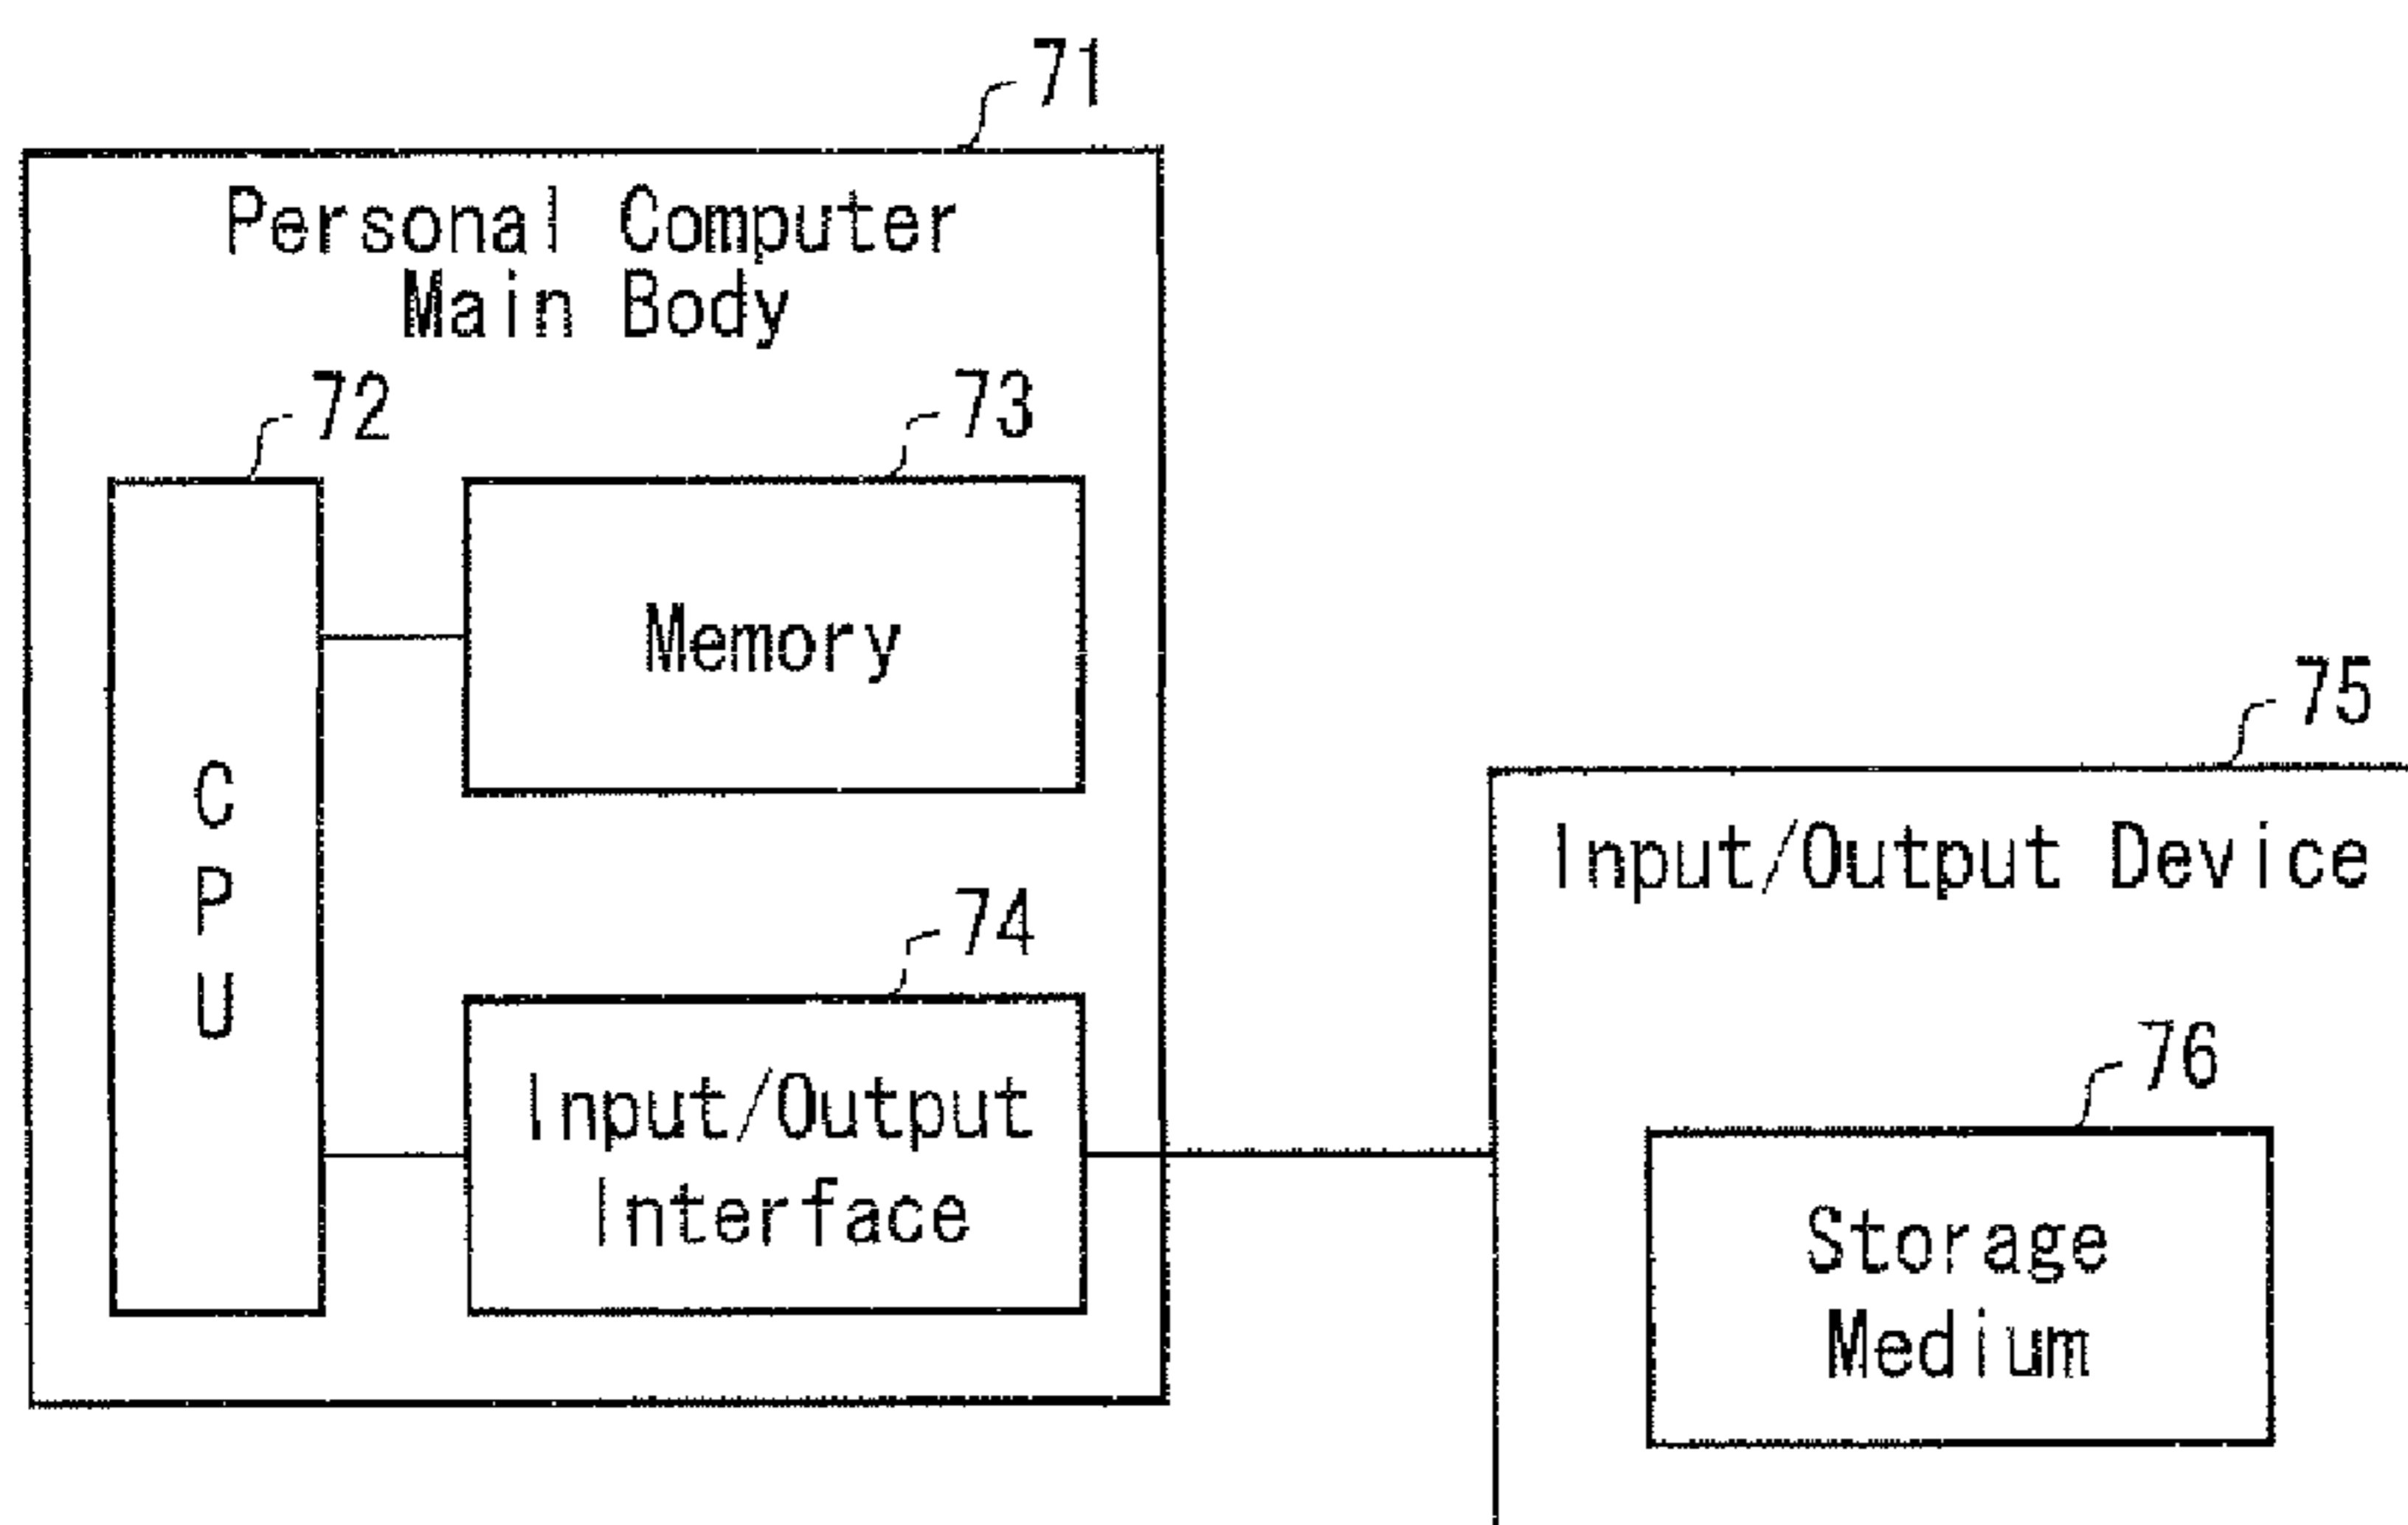 71
Personal Computer
Main Body
72
73
Memory
CPU
74
Input/Output
Interface
75
Input/Output Device
76
Storage
Medium